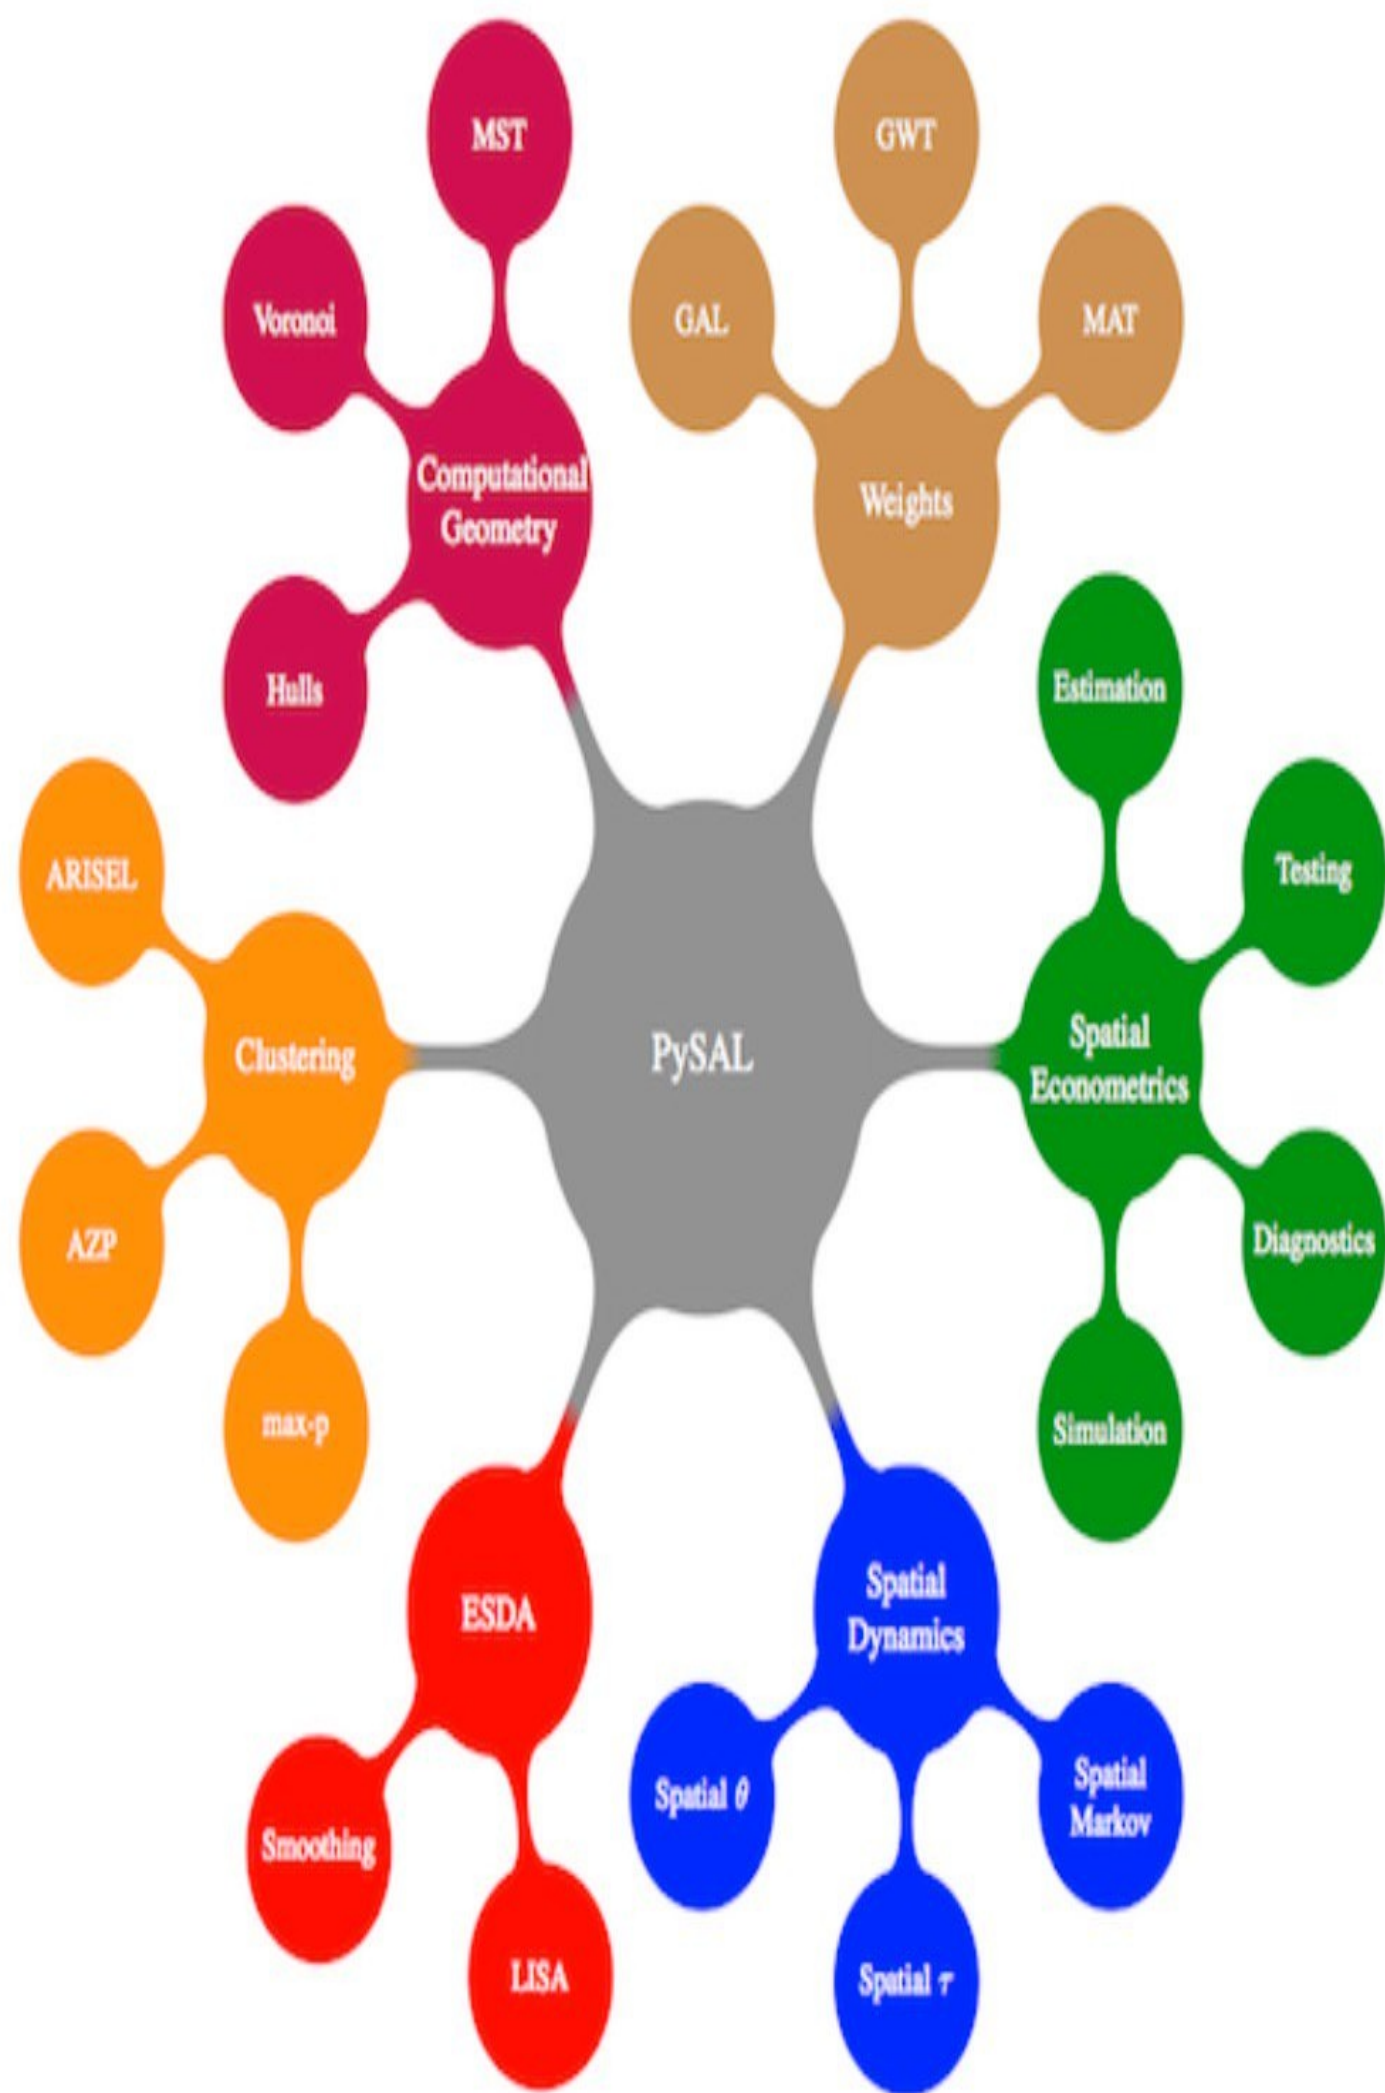 MST
GWT
Voronoi
GAL
MAT
Computational
Geometry
Weights
Hulls
Estimation
ARISEL
Testing
Clustering
PySAL
Spatial
Econometrics
AZP
Diagnostics
max-p
Simulation
ESDA
Spatial
Dynamics
Smoothing
Spatial θ
Spatial
Markov
LISA
Spatial τ